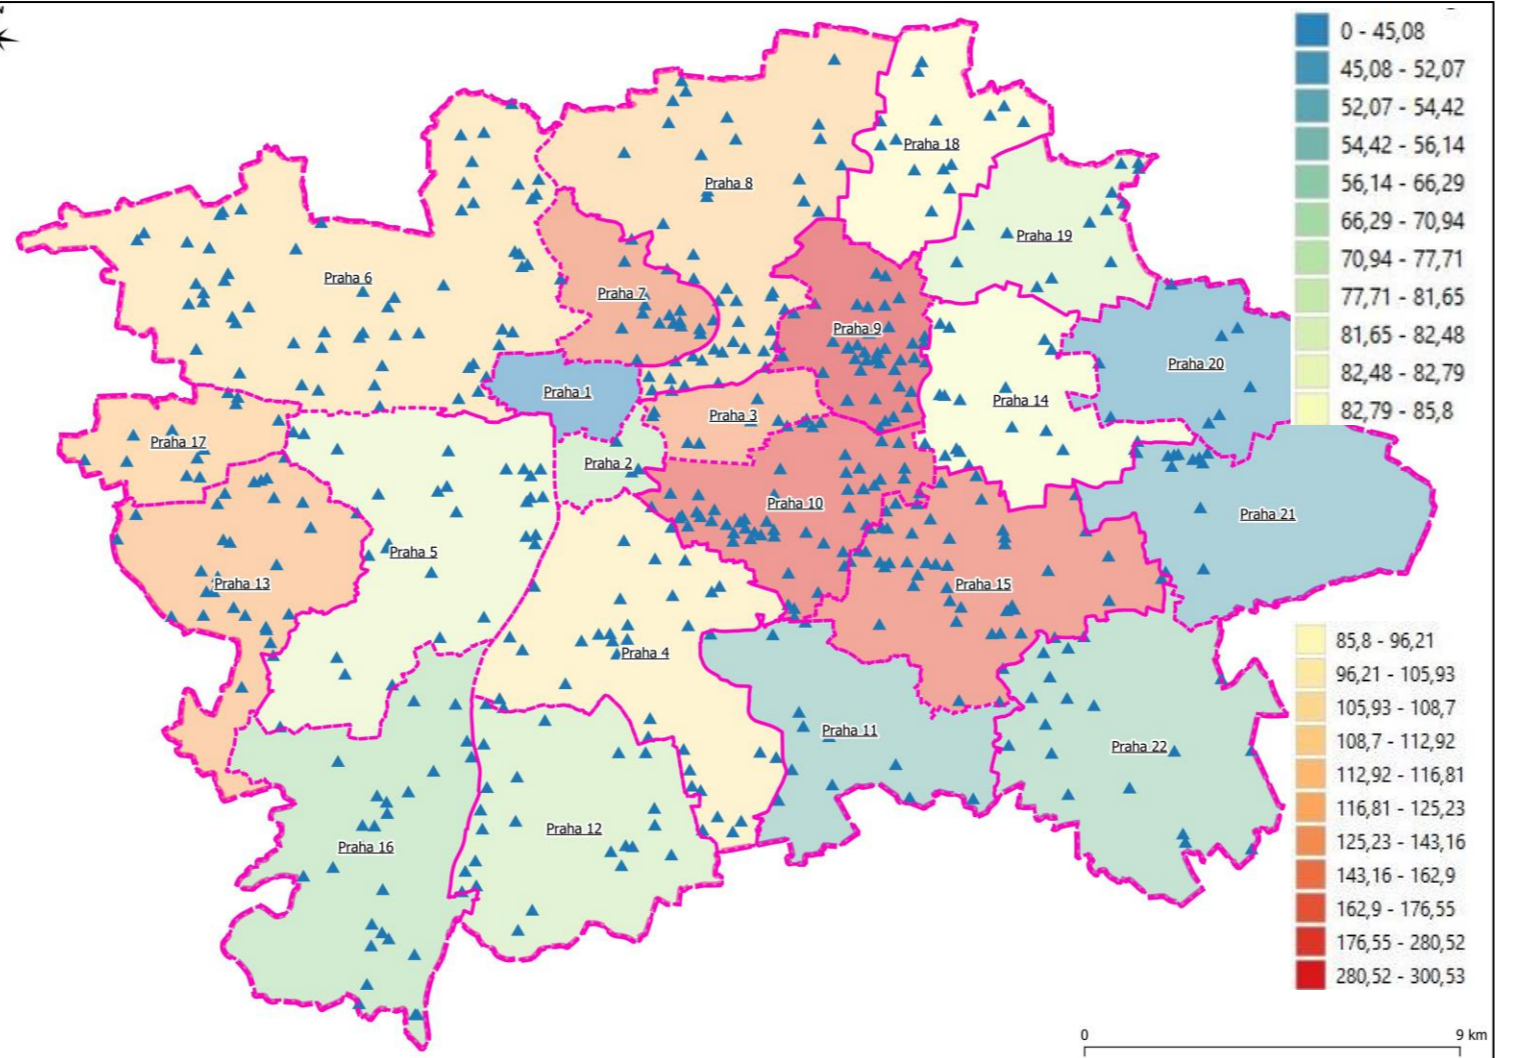 0 - 45,08
45,08 - 52,07
52,07 - 54,42
54,42 - 56,14
56,14 - 66,29
66,29 - 70,94
70,94 - 77,71
77,71 - 81,65
81,65 - 82,48
82,48 - 82,79
82,79 - 85,8
Praha 18
Praha 8
Praha 19
Praha 6
Praha 7
Praha 9
Praha 20
Praha 1
Praha 14
Praha 3
Praha 17
Praha 2
Praha 10
Praha 21
Praha 5
Praha 13
Praha 15
Praha 4
Praha 11
Praha 22
Praha 12
Praha 16
85,8 - 96,21
96,21 - 105,93
105,93 - 108,7
108,7 - 112,92
112,92 - 116,81
116,81 - 125,23
125,23 - 143,16
143,16 - 162,9
162,9 - 176,55
176,55 - 280,52
280,52 - 300,53
0 9 km